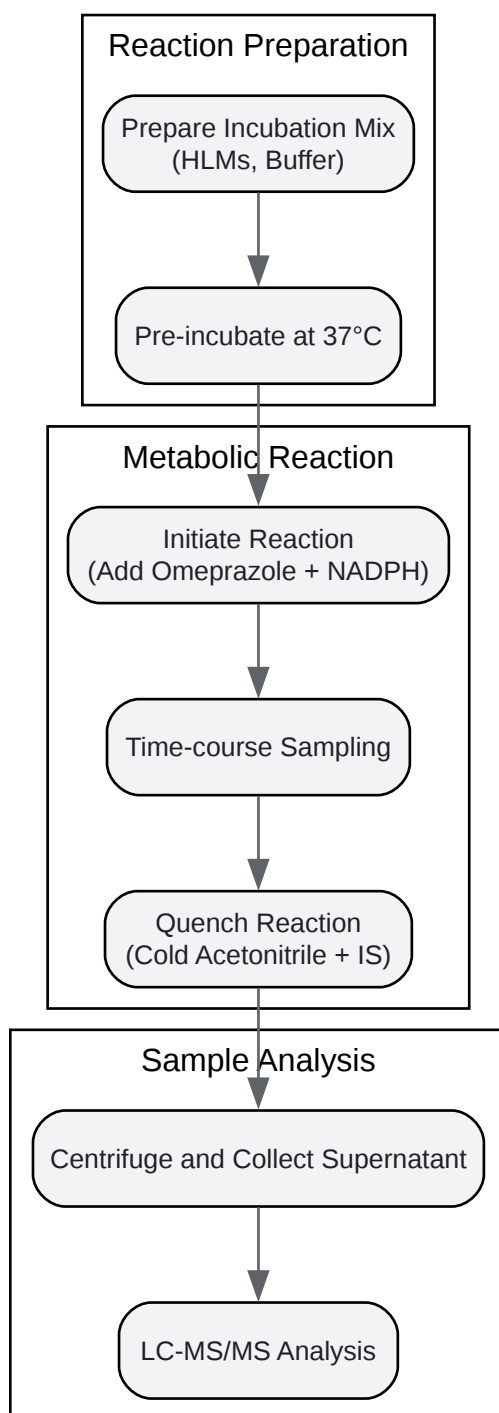 Reaction Preparation
Prepare Incubation Mix
(HLMs, Buffer)
Pre-incubate at 37°C
Metabolic Reaction
Initiate Reaction
(Add Omeprazole + NADPH)
Time-course Sampling
Quench Reaction
(Cold Acetonitrile + IS)
Sample Analysis
Centrifuge and Collect Supernatant
LC-MS/MS Analysis